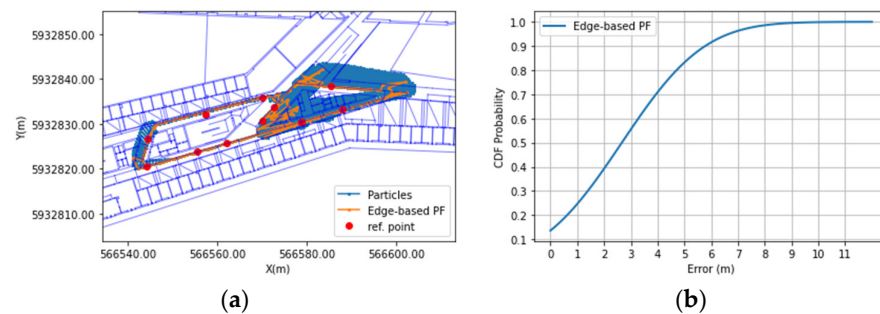 5932850.00
5932840.00
5932830.00
5932820.00
5932810.00
Y(m)
Particles
Edge-based PF
ref. point
566540.00 566560.00 566580.00 566600.00
X(m)
(a)
1.0
0.9
0.8
0.7
0.6
0.5
0.4
0.3
0.2
0.1
CDF Probability
Edge-based PF
0 1 2 3 4 5 6 7 8 9 10 11
Error (m)
(b)